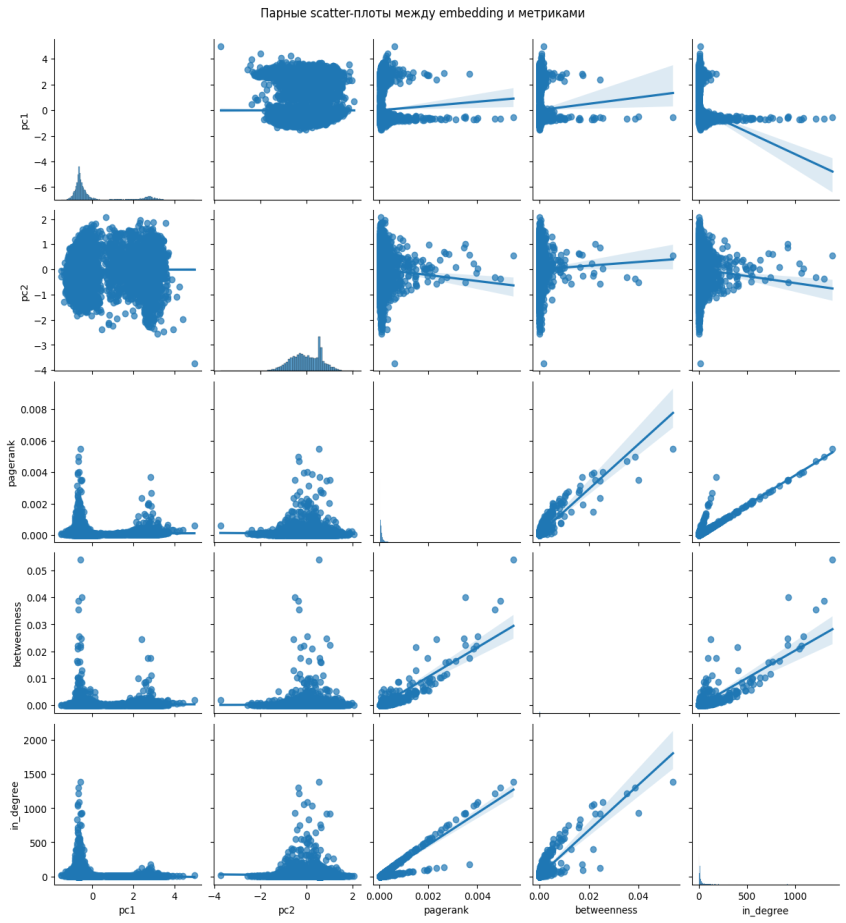 Парные scatter-плоты между embedding и метриками
4
2
0
−2
−4
−6
pc1
2
1
0
−1
−2
−3
−4
pc2
0.008
0.006
0.004
0.002
0.000
pagerank
0.05
0.04
0.03
0.02
0.01
0.00
betweenness
2000
1500
1000
500
0
in_degree
0 2 4
−4 −2 0 2
0.000 0.002 0.004
0.00 0.02 0.04
0 500 1000
pc1 pc2 pagerank betweenness in_degree